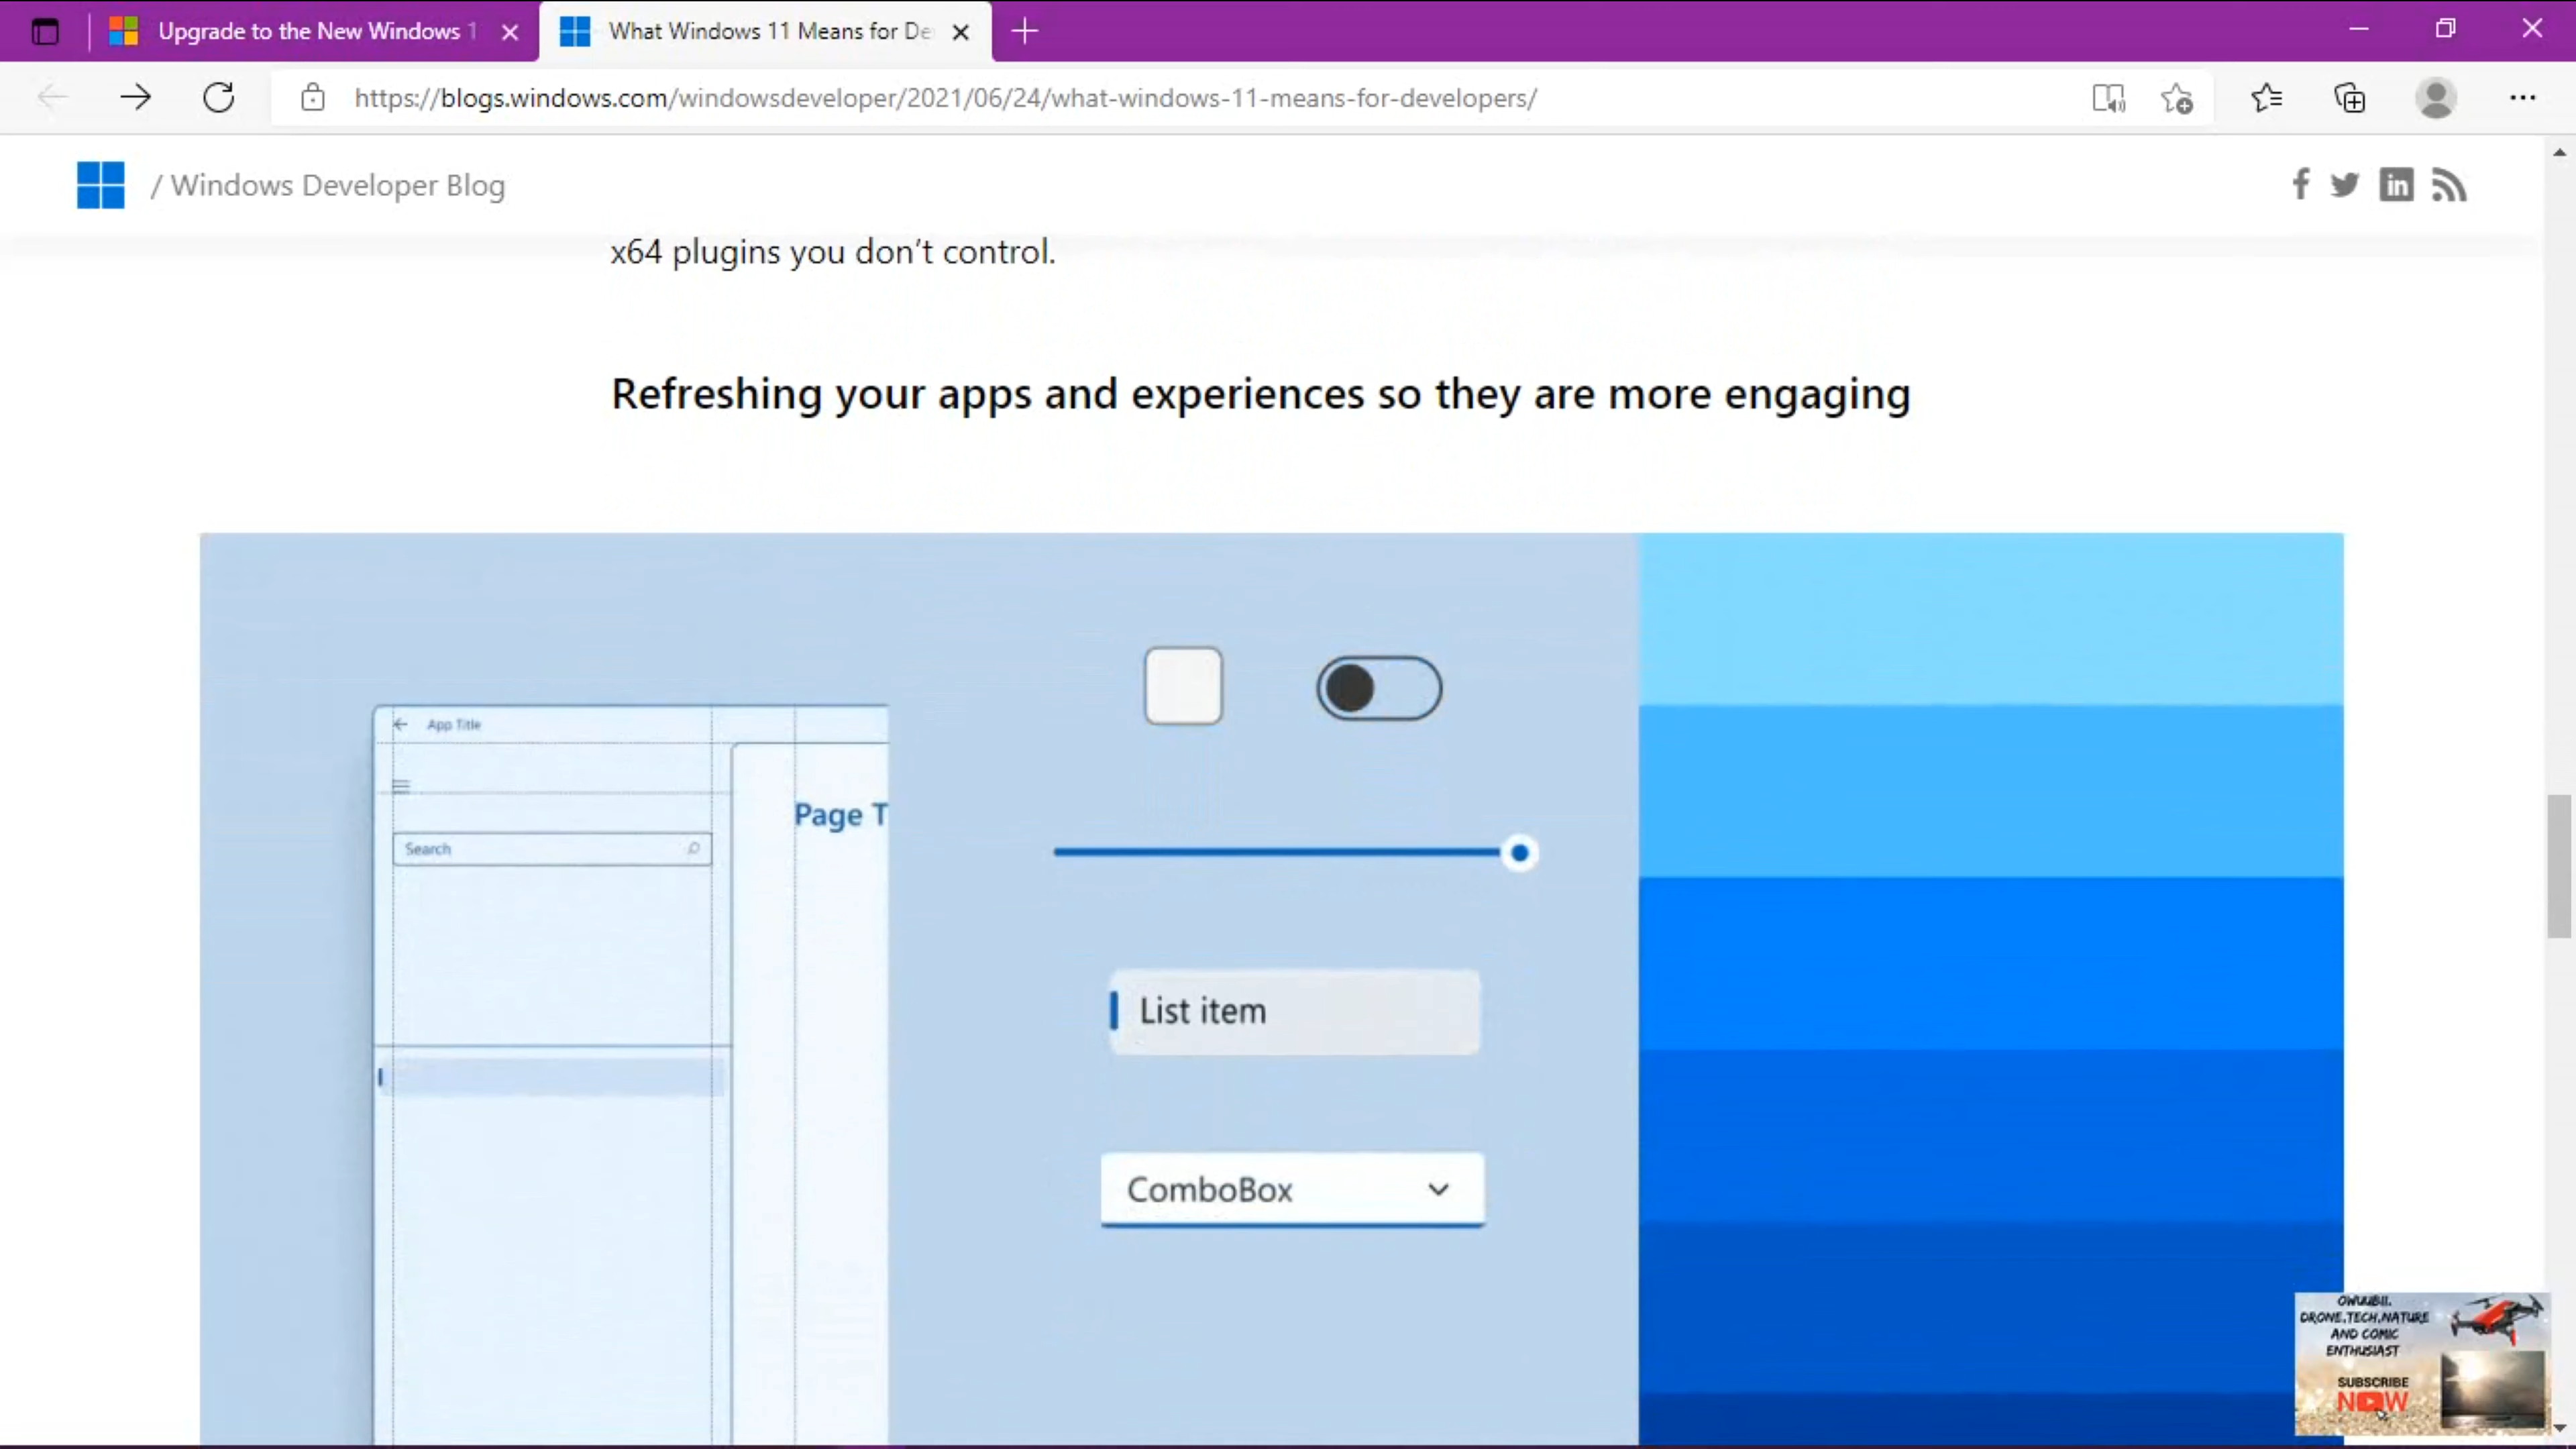 Upgrade to the New Windows 1
What Windows 11 Means for De
https://blogs.windows.com/windowsdeveloper/2021/06/24/what-windows-11-means-for-developers/
/ Windows Developer Blog
x64 plugins you don’t control.
Refreshing your apps and experiences so they are more engaging
App Title
Page T
Search
List item
ComboBox
OWUUBII.
DRONE,TECH,NATURE
AND COMIC
ENTHUSIAST
SUBSCRIBE
NOW